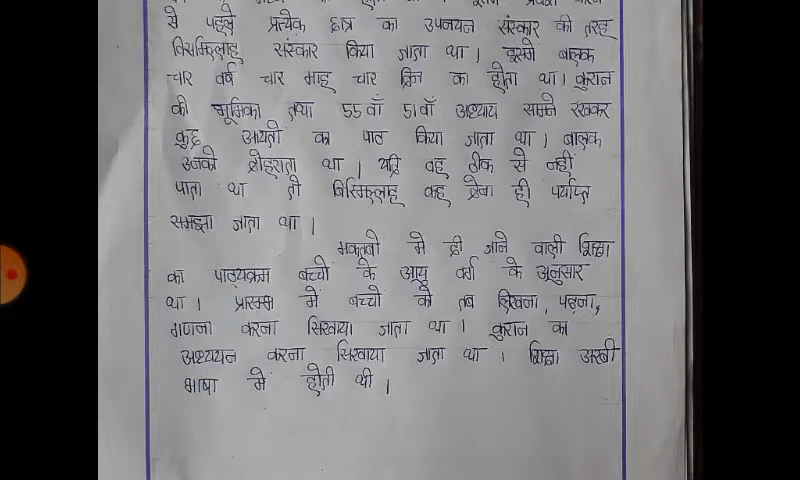 से पहले प्रत्येक छात्र का उपनयन संस्कार की तरह
बिसमिल्लाह संस्कार किया जाता था। इसमे बालक
चार वर्ष चार माह चार दिन का होता था। कुरान
की भूमिका तथा 55वाँ 51वाँ अध्याय सामने रखकर
कुछ आयतों का पाठ किया जाता था। बालक
उनको दोहराता था। यदि वह ठीक से नही
पाता था तो बिस्मिल्लाह कह देना ही पर्याप्त
समझा जाता था।
मकतबो मे दी जाने वाली शिक्षा
का पाठ्यक्रम बच्चों के आयु वर्ग के अनुसार
था। प्रारम्भ में बच्चों को तब लिखना, पढ़ना,
गणना करना सिखाया जाता था। कुरान का
अध्ययन करना सिखाया जाता था। शिक्षा अरबी
भाषा मे होती थी।